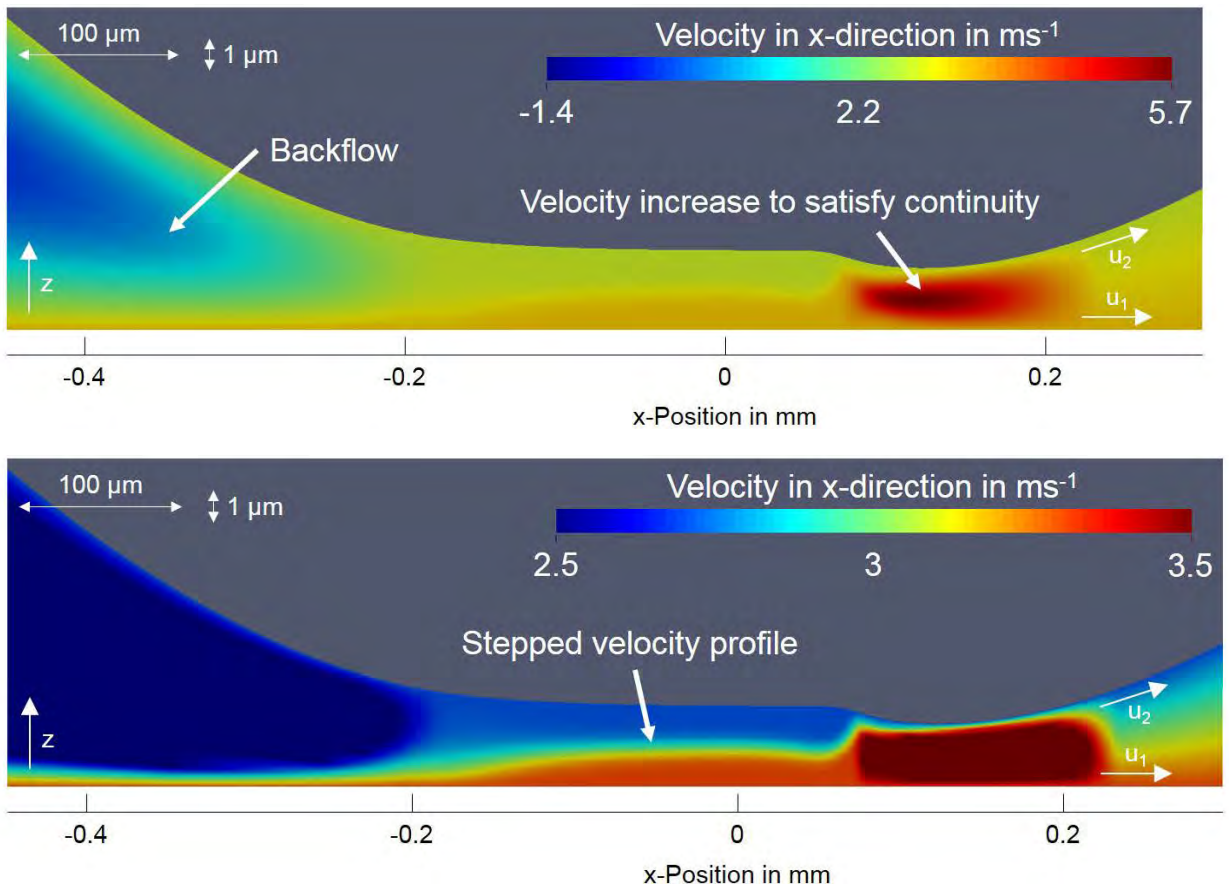 100 µm
1 µm
Velocity in x-direction in ms⁻¹
-1.4 2.2 5.7
Backflow
Velocity increase to satisfy continuity
z
u₂
u₁
-0.4 -0.2 0 0.2
x-Position in mm
100 µm
1 µm
Velocity in x-direction in ms⁻¹
2.5 3 3.5
Stepped velocity profile
z
u₂
u₁
-0.4 -0.2 0 0.2
x-Position in mm